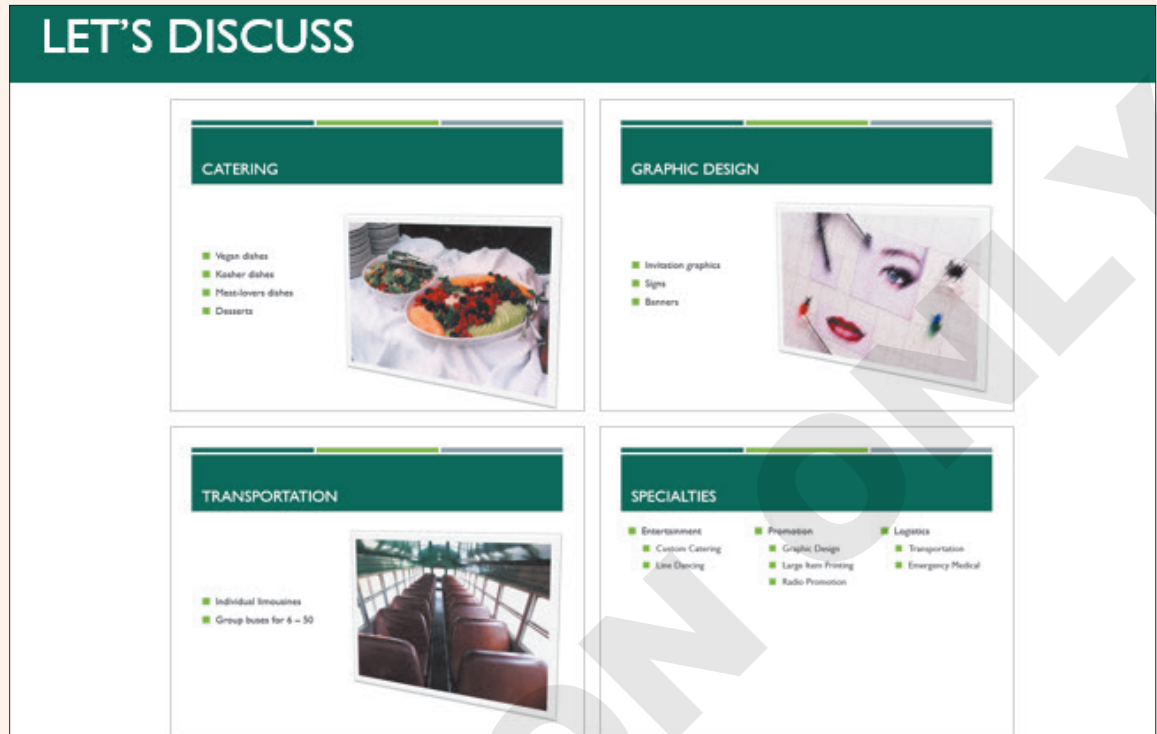 LET'S DISCUSS
CATERING
Vegan dishes
Kosher dishes
Meat-lovers dishes
Desserts
GRAPHIC DESIGN
Invitation graphics
Signs
Banners
TRANSPORTATION
Individual limousines
Group buses for 6 – 50
SPECIALTIES
Entertainment
Custom Catering
Line Dancing
Promotion
Graphic Design
Large Item Printing
Radio Promotion
Logistics
Transportation
Emergency Medical
ON ONLY